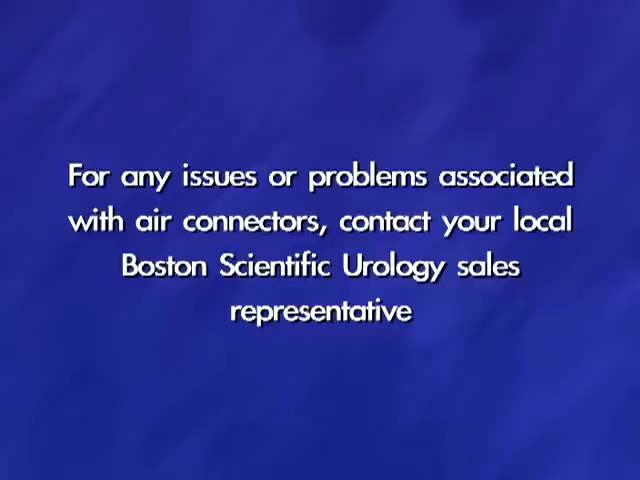 For any issues or problems associated
with air connectors, contact your local
Boston Scientific Urology sales
representative